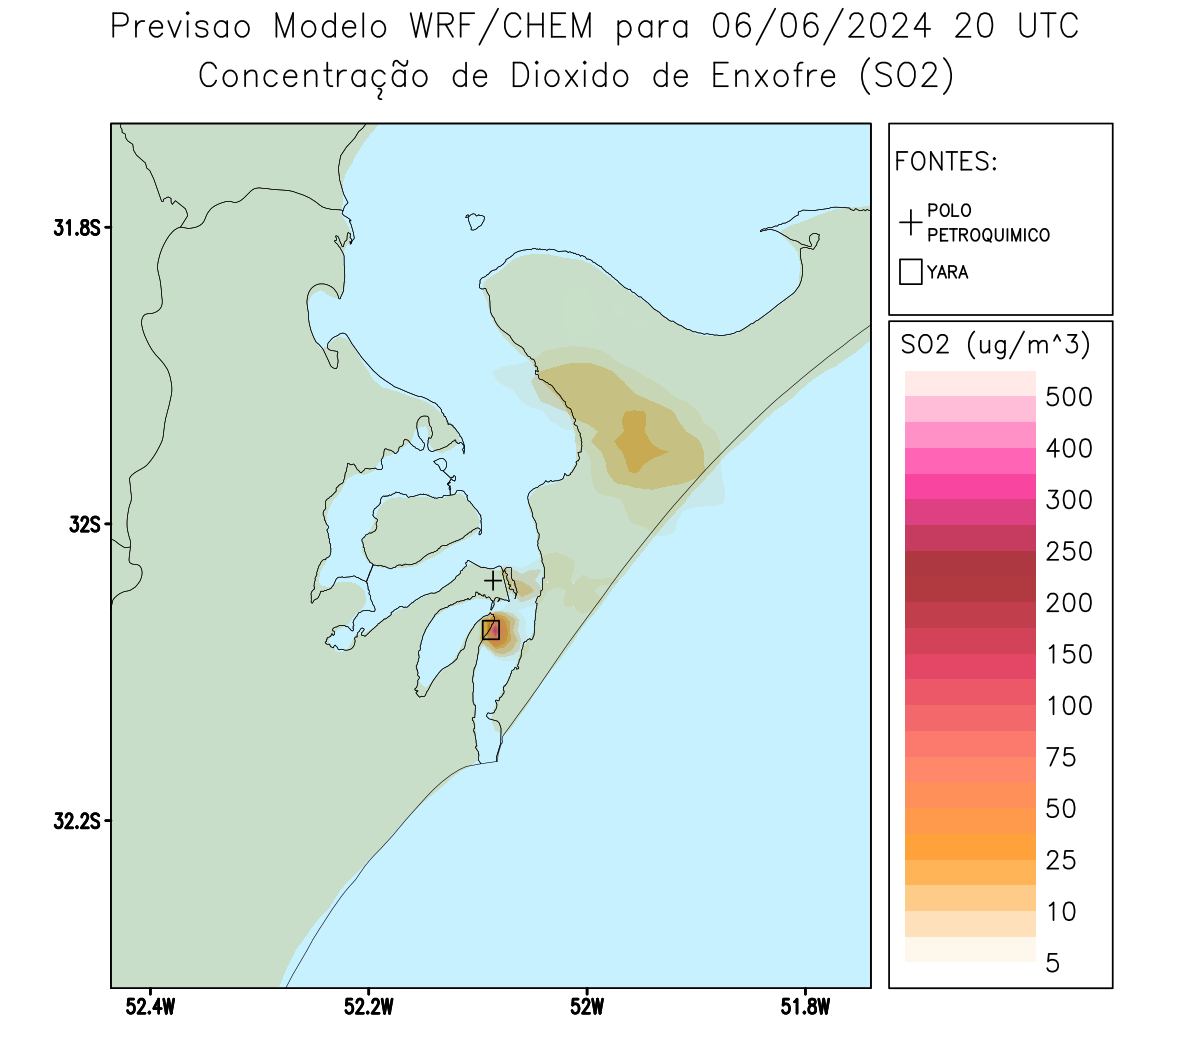 Previsao Modelo WRF/CHEM para 06/06/2024 20 UTC
Concentração de Dioxido de Enxofre (SO2)
FONTES:
POLO
PETROQUIMICO
YARA
SO2 (ug/m^3)
500
400
300
250
200
150
100
75
50
25
10
5
31.8S
32S
32.2S
52.4W
52.2W
52W
51.8W